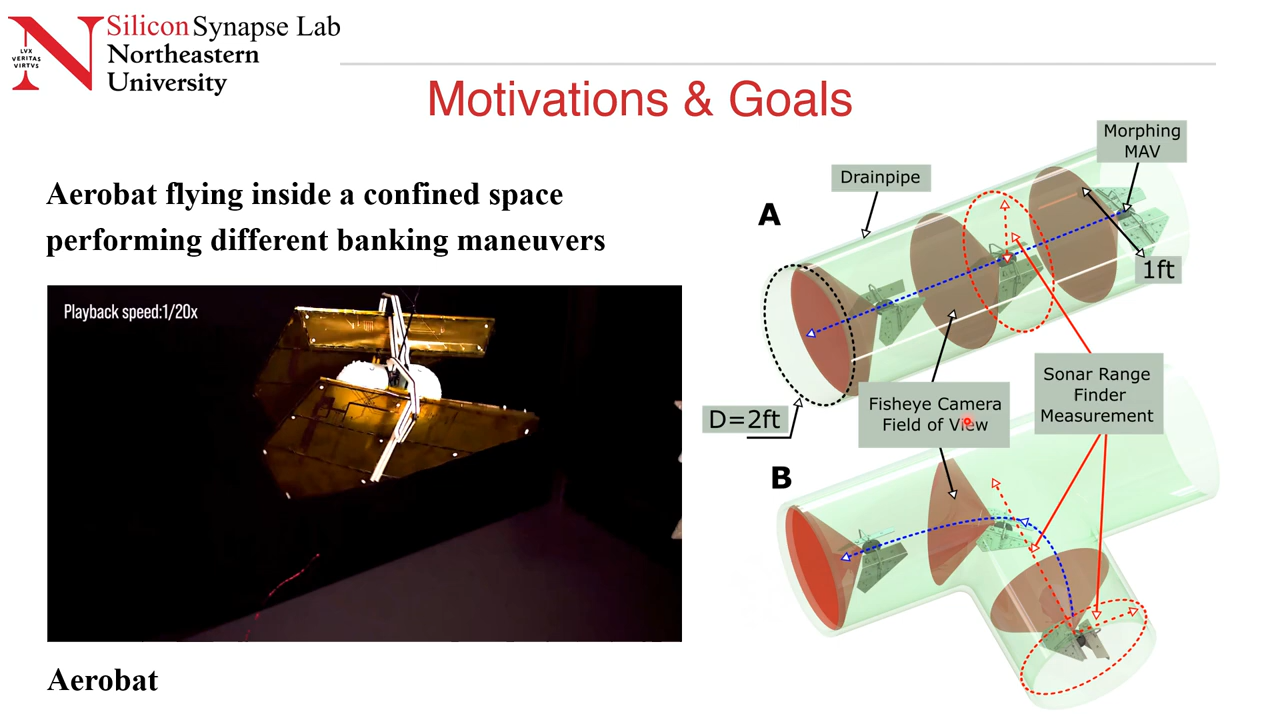 LVX
VERITAS
VIRTVS
Silicon Synapse Lab
Northeastern
University
Motivations & Goals
Aerobat flying inside a confined space
performing different banking maneuvers
Playback speed:1/20x
Aerobat
A
Drainpipe
Morphing
MAV
1ft
D=2ft
Fisheye Camera
Field of View
Sonar Range
Finder
Measurement
B